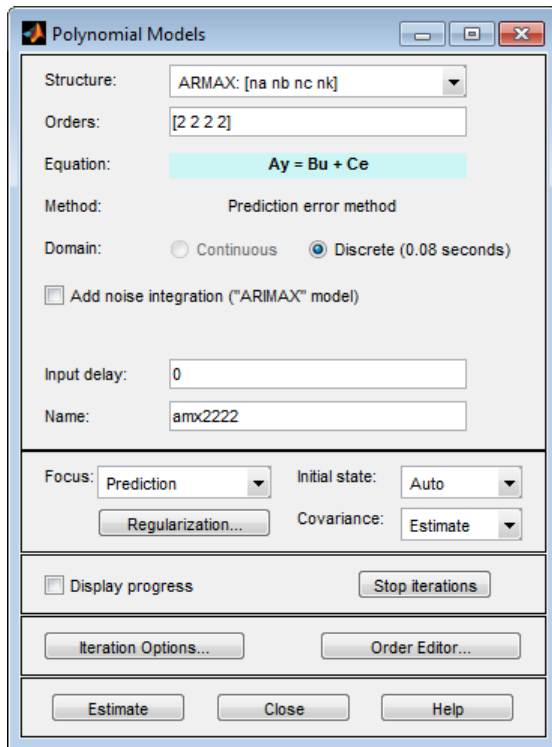 Polynomial Models
Structure: ARMAX: [na nb nc nk]
Orders: [2 2 2 2]
Equation: Ay = Bu + Ce
Method: Prediction error method
Domain: Continuous Discrete (0.08 seconds)
Add noise integration ("ARIMAX" model)
Input delay: 0
Name: amx2222
Focus: Prediction Initial state: Auto
Regularization... Covariance: Estimate
Display progress Stop iterations
Iteration Options... Order Editor...
Estimate Close Help